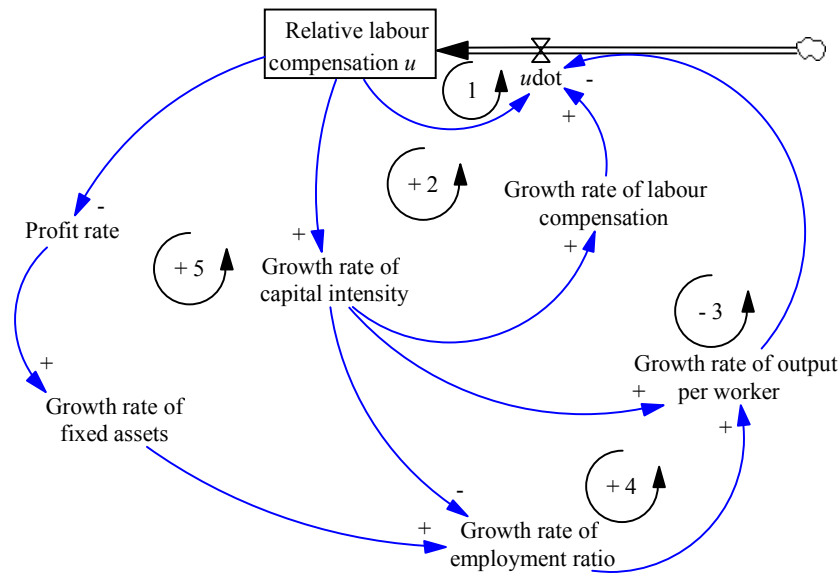 Relative labour
compensation u
1
udot
-
+
+ 2
Growth rate of labour
compensation
-
Profit rate
+
+
+ 5
Growth rate of
capital intensity
- 3
Growth rate of output
per worker
+
+
+
Growth rate of
fixed assets
+ 4
-
+
Growth rate of
employment ratio